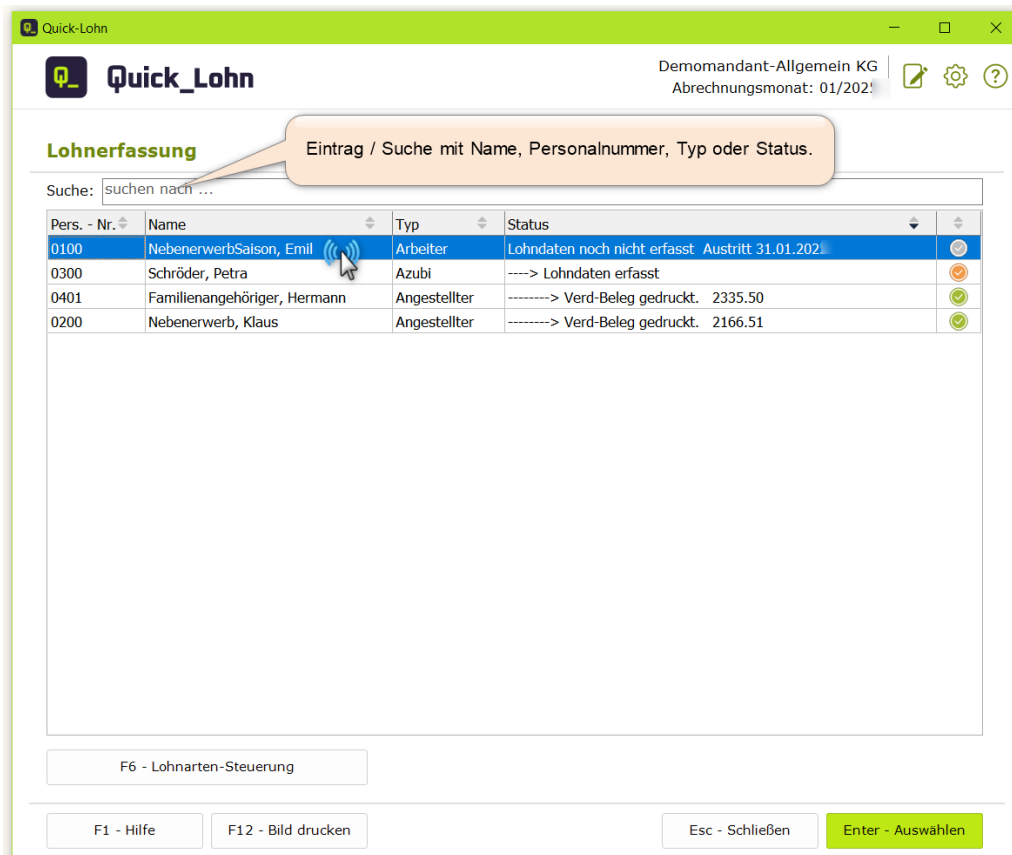 Quick-Lohn
Quick_Lohn
Demomandant-Allgemein KG
Abrechnungsmonat: 01/202
Lohnerfassung
Eintrag / Suche mit Name, Personalnummer, Typ oder Status.
Suche: suchen nach ...
Pers. - Nr. Name Typ Status
0100 NebenerwerbSaison, Emil Arbeiter Lohndaten noch nicht erfasst Austritt 31.01.202
0300 Schröder, Petra Azubi ----> Lohndaten erfasst
0401 Familienangehöriger, Hermann Angestellter --------> Verd-Beleg gedruckt. 2335.50
0200 Nebenerwerb, Klaus Angestellter --------> Verd-Beleg gedruckt. 2166.51
F6 - Lohnarten-Steuerung
F1 - Hilfe F12 - Bild drucken Esc - Schließen Enter - Auswählen